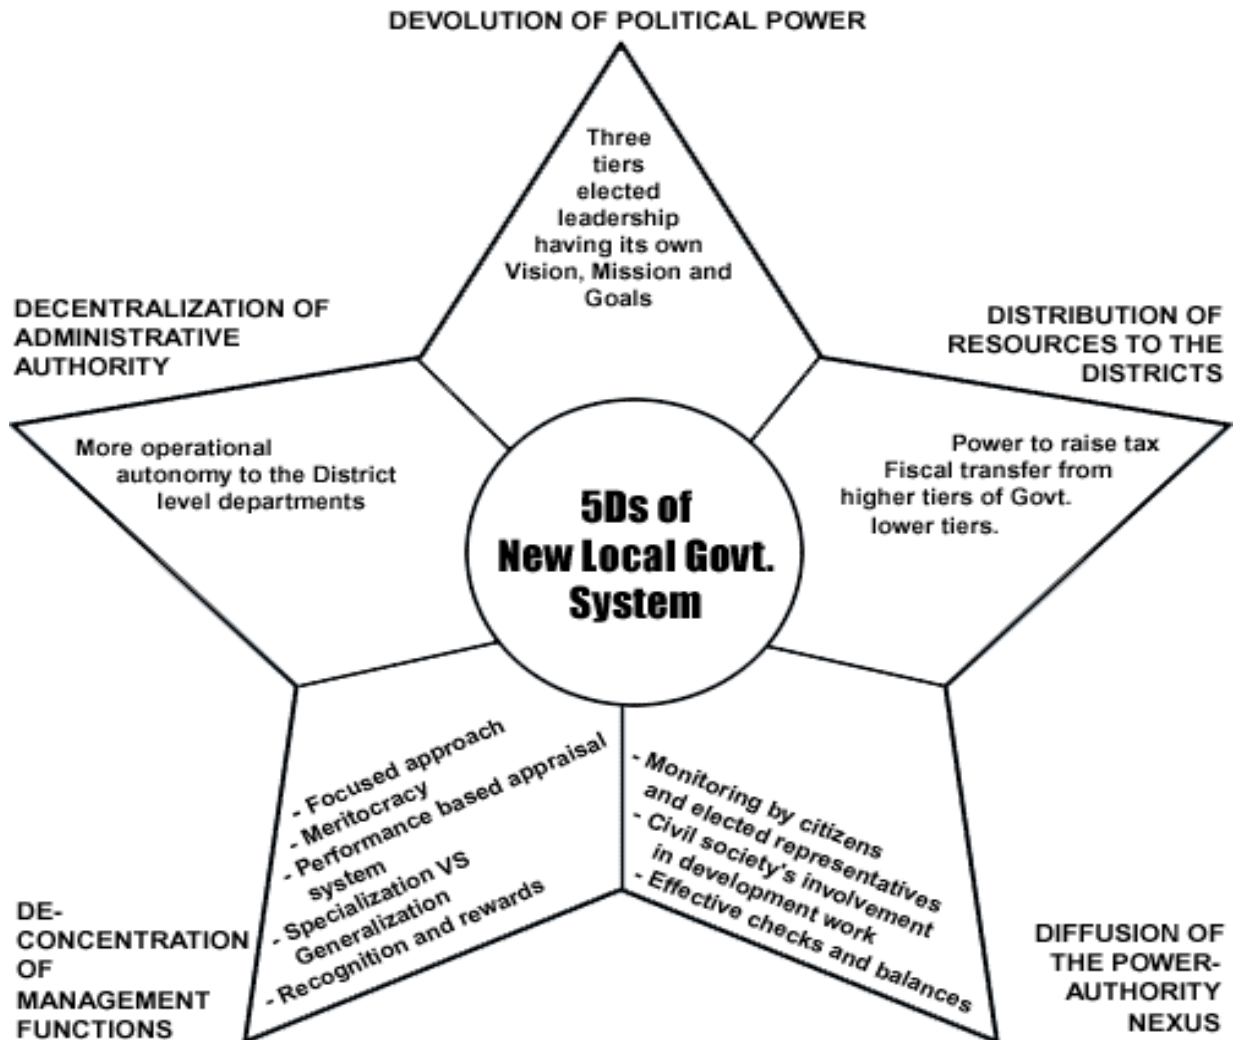 DEVOLUTION OF POLITICAL POWER
Three
tiers
elected
leadership
having its own
Vision, Mission and
Goals
DECENTRALIZATION OF
ADMINISTRATIVE
AUTHORITY
More operational
autonomy to the District
level departments
DISTRIBUTION OF
RESOURCES TO THE
DISTRICTS
Power to raise tax
Fiscal transfer from
higher tiers of Govt.
lower tiers.
5Ds of
New Local Govt.
System
- Focused approach
- Meritocracy
- Performance based appraisal
system
- Specialization VS
Generalization
- Recognition and rewards
DE-
CONCENTRATION
OF
MANAGEMENT
FUNCTIONS
- Monitoring by citizens
and elected representatives
- Civil society's involvement
in development work
- Effective checks and balances
DIFFUSION OF
THE POWER-
AUTHORITY
NEXUS